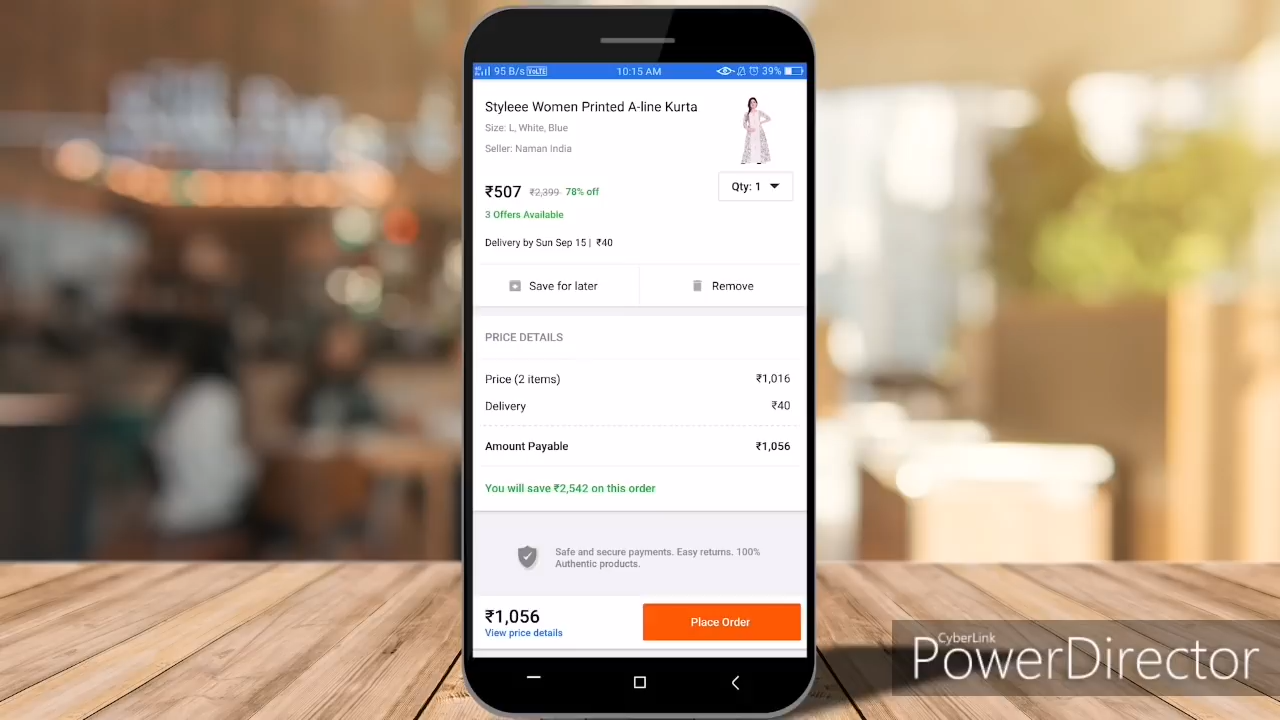 95 B/s VoLTE 10:15 AM 39%
Styleee Women Printed A-line Kurta
Size: L, White, Blue
Seller: Naman India
₹507 ₹2,399 78% off
Qty: 1
3 Offers Available
Delivery by Sun Sep 15 | ₹40
Save for later Remove
PRICE DETAILS
Price (2 items) ₹1,016
Delivery ₹40
Amount Payable ₹1,056
You will save ₹2,542 on this order
Safe and secure payments. Easy returns. 100%
Authentic products.
₹1,056
View price details
Place Order
CyberLink
PowerDirector